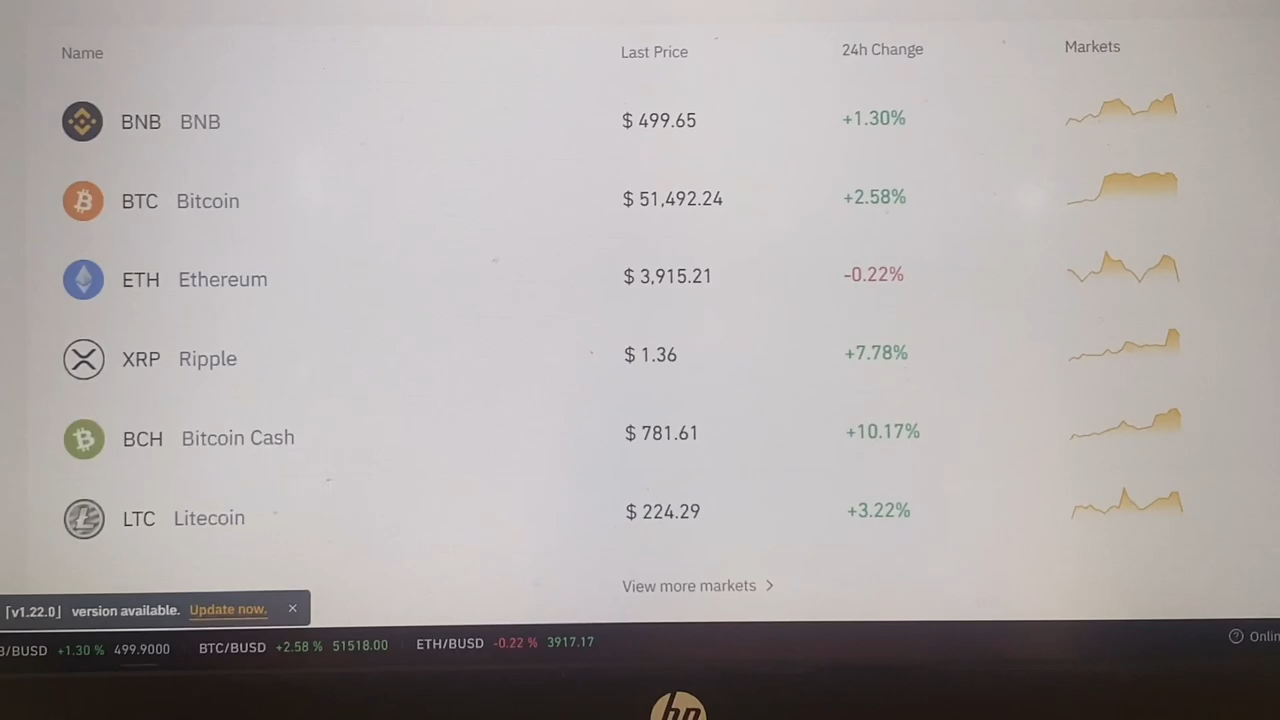 Name Last Price 24h Change Markets
BNB BNB $ 499.65 +1.30%
BTC Bitcoin $ 51,492.24 +2.58%
ETH Ethereum $ 3,915.21 -0.22%
XRP Ripple $ 1.36 +7.78%
BCH Bitcoin Cash $ 781.61 +10.17%
LTC Litecoin $ 224.29 +3.22%
View more markets >
⌈v1.22.0⌋ version available. Update now. ×
/BUSD +1.30 % 499.9000 BTC/BUSD +2.58 % 51518.00 ETH/BUSD -0.22 % 3917.17 Onlin
hp